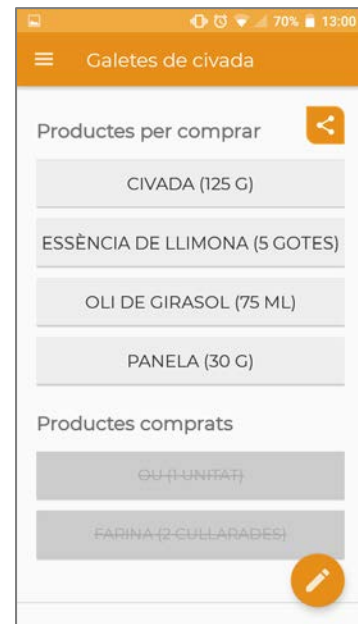 70% 13:00
Galetes de civada
Productes per comprar
CIVADA (125 G)
ESSÈNCIA DE LLIMONA (5 GOTES)
OLI DE GIRASOL (75 ML)
PANELA (30 G)
Productes comprats
OU (1 UNITAT)
FARINA (2 CULLARADES)